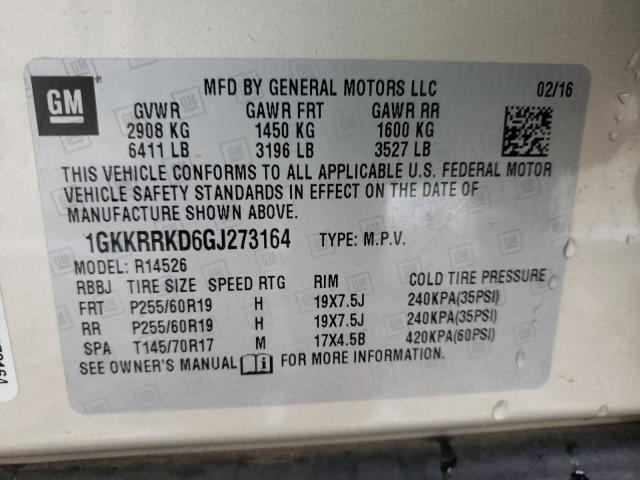 GM
MFD BY GENERAL MOTORS LLC 02/16
GVWR GAWR FRT GAWR RR
2908 KG 1450 KG 1600 KG
6411 LB 3196 LB 3527 LB
THIS VEHICLE CONFORMS TO ALL APPLICABLE U.S. FEDERAL MOTOR
VEHICLE SAFETY STANDARDS IN EFFECT ON THE DATE OF
MANUFACTURE SHOWN ABOVE.
1GKKRRKD6GJ273164 TYPE: M.P.V.
MODEL: R14526
RBBJ TIRE SIZE SPEED RTG RIM COLD TIRE PRESSURE
FRT P255/60R19 H 19X7.5J 240KPA(35PSI)
RR P255/60R19 H 19X7.5J 240KPA(35PSI)
SPA T145/70R17 M 17X4.5B 420KPA(60PSI)
SEE OWNER'S MANUAL FOR MORE INFORMATION.